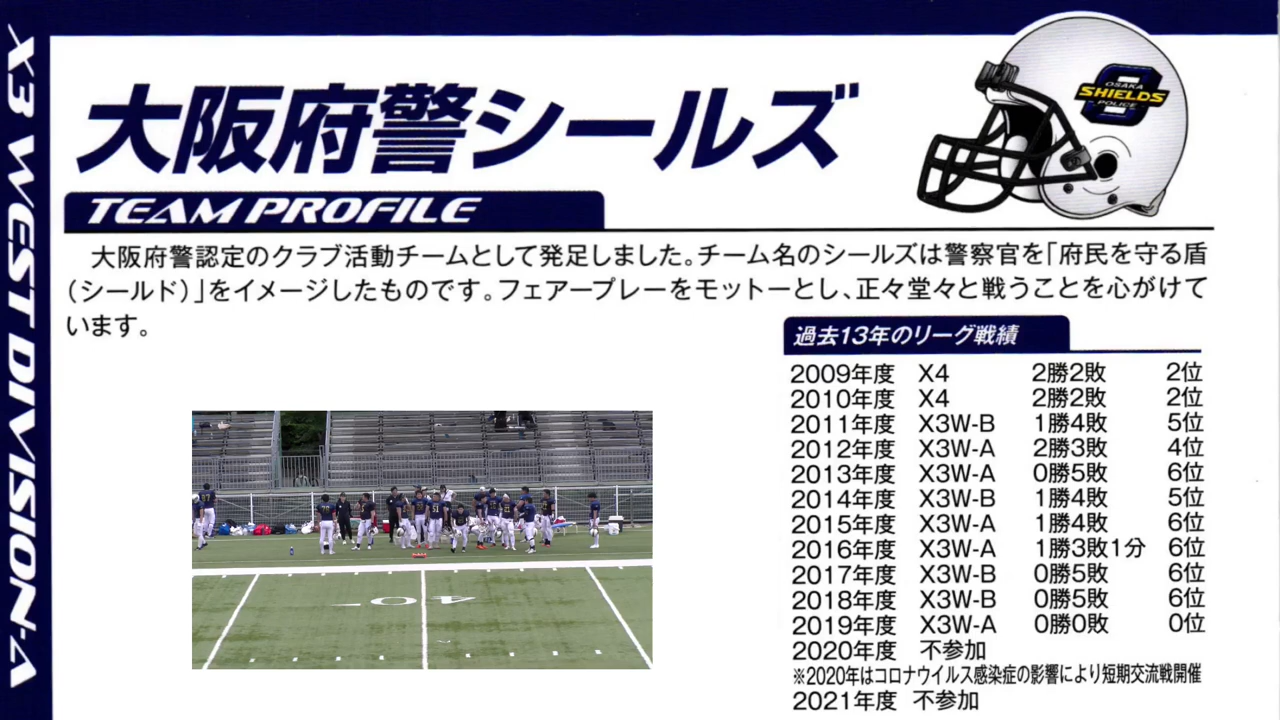 X3 WEST DIVISION-A
大阪府警シールズ
OSAKA
SHIELDS
POLICE
TEAM PROFILE
大阪府警認定のクラブ活動チームとして発足しました。チーム名のシールズは警察官を「府民を守る盾
(シールド)」をイメージしたものです。フェアープレーをモットーとし、正々堂々と戦うことを心がけて
います。
過去13年のリーグ戦績
2009年度 X4 2勝2敗 2位
2010年度 X4 2勝2敗 2位
2011年度 X3W-B 1勝4敗 5位
2012年度 X3W-A 2勝3敗 4位
2013年度 X3W-A 0勝5敗 6位
2014年度 X3W-B 1勝4敗 5位
2015年度 X3W-A 1勝4敗 6位
2016年度 X3W-A 1勝3敗1分 6位
2017年度 X3W-B 0勝5敗 6位
2018年度 X3W-B 0勝5敗 6位
2019年度 X3W-A 0勝0敗 0位
2020年度 不参加
※2020年はコロナウイルス感染症の影響により短期交流戦開催
2021年度 不参加
40
51
21